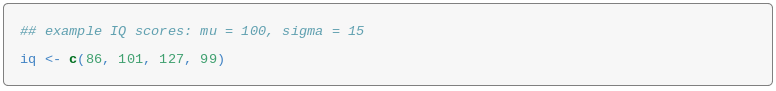 ## example IQ scores: mu = 100, sigma = 15
iq <- c(86, 101, 127, 99)